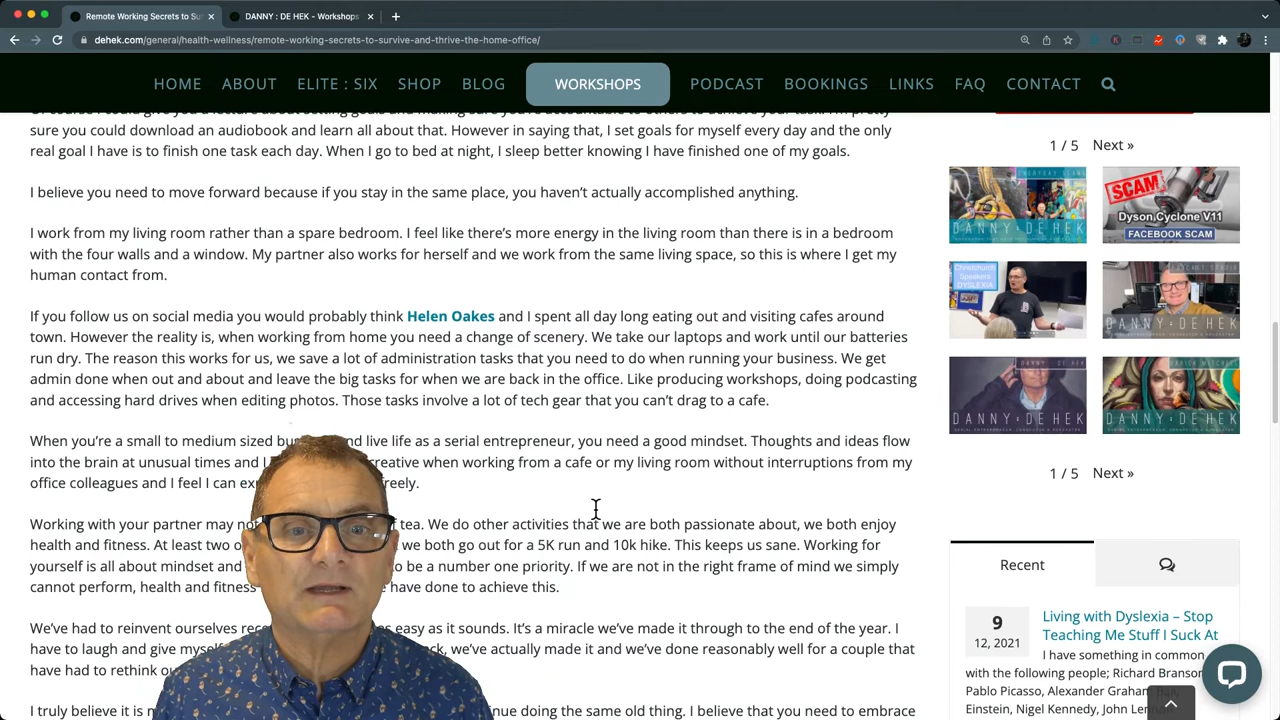 Remote Working Secrets to Su
DANNY : DE HEK - Workshops
dehek.com/general/health-wellness/remote-working-secrets-to-survive-and-thrive-the-home-office/
HOME ABOUT ELITE : SIX SHOP BLOG WORKSHOPS PODCAST BOOKINGS LINKS FAQ CONTACT
sure you could download an audiobook and learn all about that. However in saying that, I set goals for myself every day and the only
real goal I have is to finish one task each day. When I go to bed at night, I sleep better knowing I have finished one of my goals.
I believe you need to move forward because if you stay in the same place, you haven't actually accomplished anything.
I work from my living room rather than a spare bedroom. I feel like there's more energy in the living room than there is in a bedroom
with the four walls and a window. My partner also works for herself and we work from the same living space, so this is where I get my
human contact from.
If you follow us on social media you would probably think Helen Oakes and I spent all day long eating out and visiting cafes around
town. However the reality is, when working from home you need a change of scenery. We take our laptops and work until our batteries
run dry. The reason this works for us, we save a lot of administration tasks that you need to do when running your business. We get
admin done when out and about and leave the big tasks for when we are back in the office. Like producing workshops, doing podcasting
and accessing hard drives when editing photos. Those tasks involve a lot of tech gear that you can't drag to a cafe.
When you're a small to medium sized bus nd live life as a serial entrepreneur, you need a good mindset. Thoughts and ideas flow
into the brain at unusual times and I creative when working from a cafe or my living room without interruptions from my
office colleagues and I feel I can ex reely.
Working with your partner may not f tea. We do other activities that we are both passionate about, we both enjoy
health and fitness. At least two o we both go out for a 5K run and 10k hike. This keeps us sane. Working for
yourself is all about mindset and to be a number one priority. If we are not in the right frame of mind we simply
cannot perform, health and fitness have done to achieve this.
We've had to reinvent ourselves rec s easy as it sounds. It's a miracle we've made it through to the end of the year. I
have to laugh and give myself ck, we've actually made it and we've done reasonably well for a couple that
have had to rethink
I truly believe it is nue doing the same old thing. I believe that you need to embrace
1 / 5 Next »
DANNY : DE HEK
SCAM
Dyson Cyclone V11
FACEBOOK SCAM
Christchurch
Speakers
DYSLEXIA
DANNY : DE HEK
DANNY : DE HEK
DANNY : DE HEK
DANNY : DE HEK
1 / 5 Next »
Recent
9
12, 2021
Living with Dyslexia – Stop
Teaching Me Stuff I Suck At
I have something in common
with the following people; Richard Branson
Pablo Picasso, Alexander Graham
Einstein, Nigel Kennedy, John